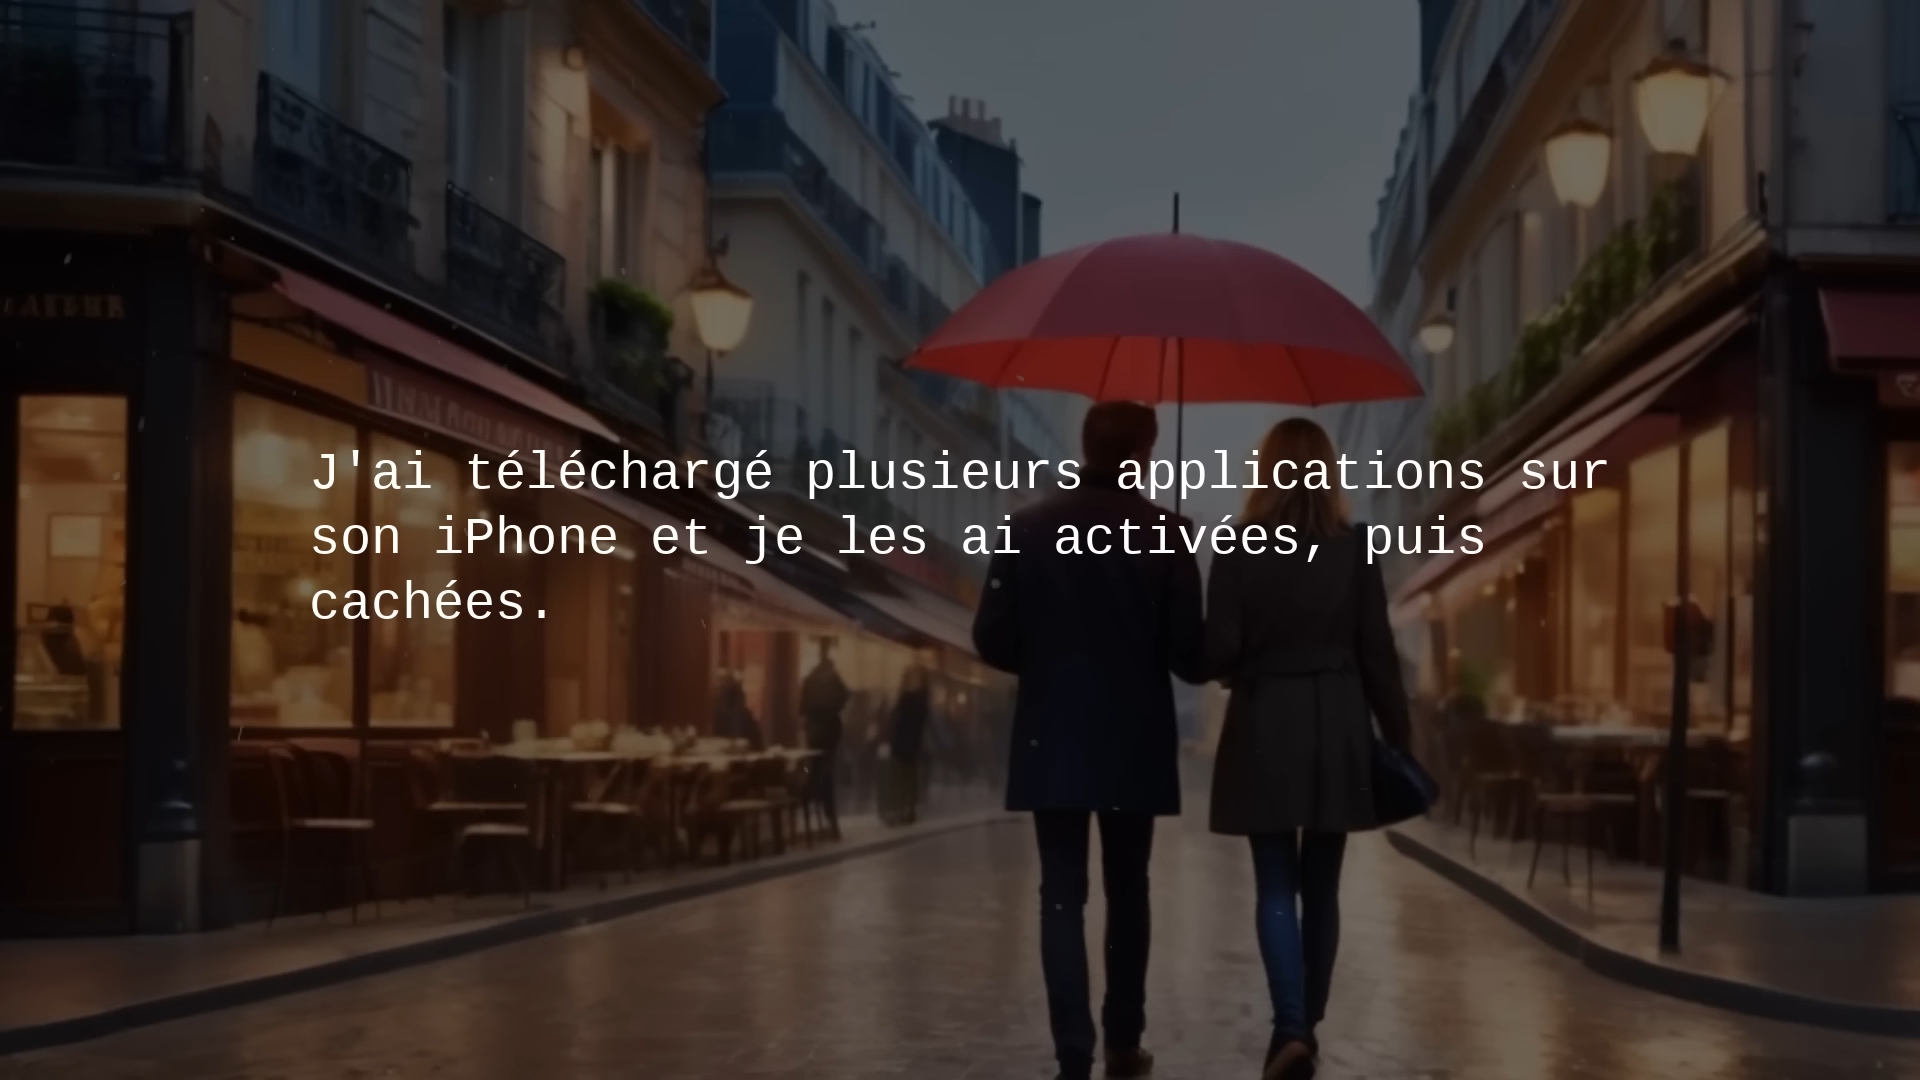 J'ai téléchargé plusieurs applications sur
son iPhone et je les ai activées, puis
cachées.